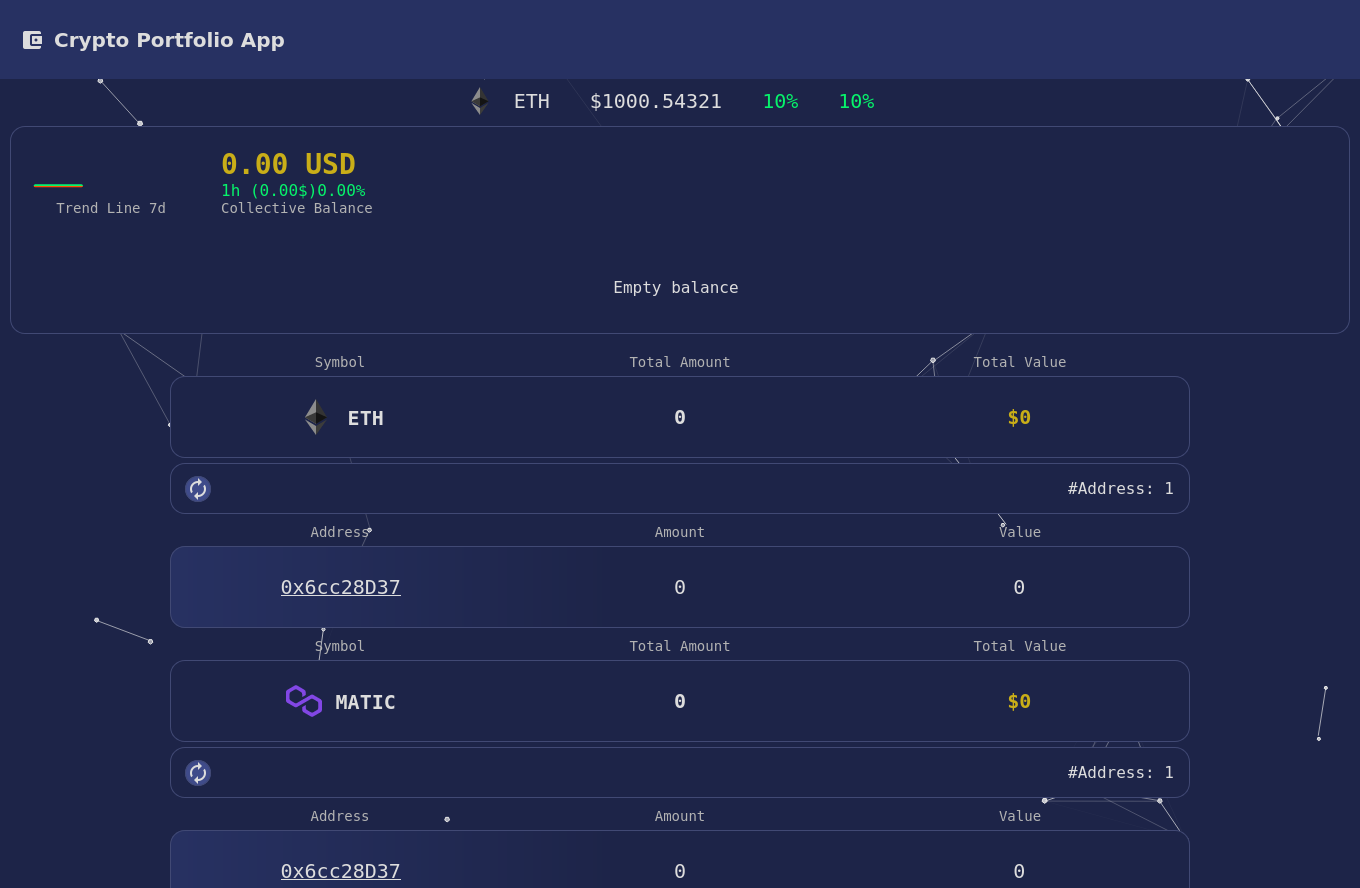 Crypto Portfolio App
ETH $1000.54321 10% 10%
0.00 USD
1h (0.00$)0.00%
Trend Line 7d Collective Balance
Empty balance
Symbol Total Amount Total Value
ETH 0 $0
#Address: 1
Address Amount Value
0x6cc28D37 0 0
Symbol Total Amount Total Value
MATIC 0 $0
#Address: 1
Address Amount Value
0x6cc28D37 0 0